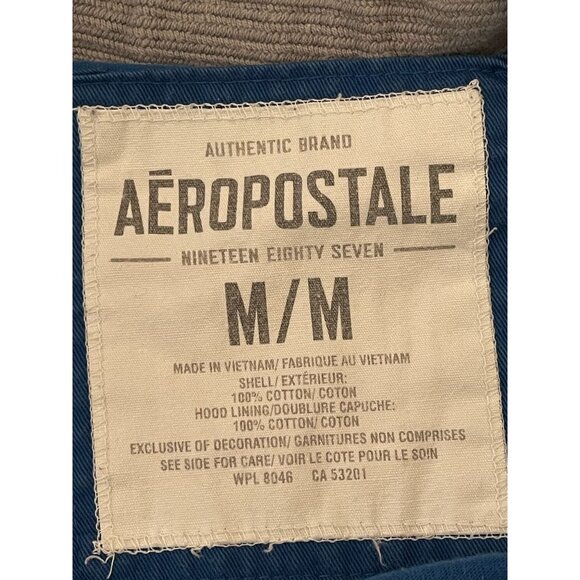 AUTHENTIC BRAND
AĒROPOSTALE
NINETEEN EIGHTY SEVEN
M/M
MADE IN VIETNAM/ FABRIQUE AU VIETNAM
SHELL/EXTÉRIEUR:
100% COTTON/ COTON
HOOD LINING/DOUBLURE CAPUCHE:
100% COTTON/ COTON
EXCLUSIVE OF DECORATION/ GARNITURES NON COMPRISES
SEE SIDE FOR CARE/ VOIR LE COTE POUR LE SOIN
WPL 8046 CA 53201